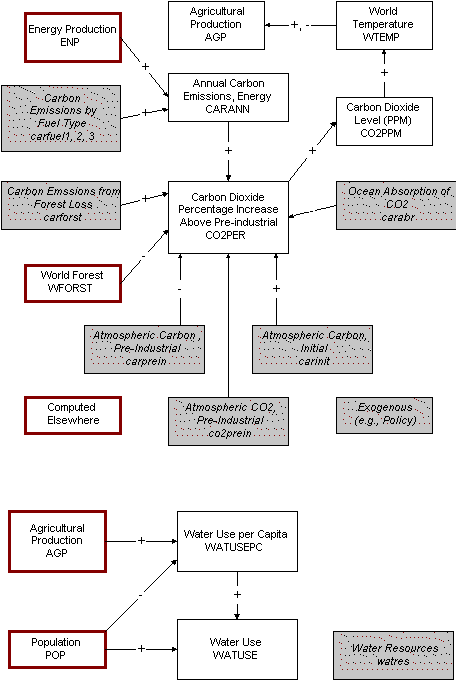 Energy Production
ENP
Agricultural
Production
AGP
+, -
World
Temperature
WTEMP
+
+
Carbon
Emissions by
Fuel Type
carfuel1, 2, 3
+
Annual Carbon
Emissions, Energy
CARANN
Carbon Dioxide
Level (PPM)
CO2PPM
+
+
Carbon Emssions from
Forest Loss
carforst
+
Carbon Dioxide
Percentage Increase
Above Pre-industrial
CO2PER
Ocean Absorption of
CO2
carabr
-
World Forest
WFORST
-
+
Atmospheric Carbon ,
Pre-Industrial
carprein
Atmospheric Carbon,
Initial
carinit
Computed
Elsewhere
Atmospheric CO2,
Pre-Industrial
co2prein
Exogenous
(e.g., Policy)
Agricultural
Production
AGP
+
Water Use per Capita
WATUSEPC
-
+
Population
POP
+
Water Use
WATUSE
Water Resources
watres